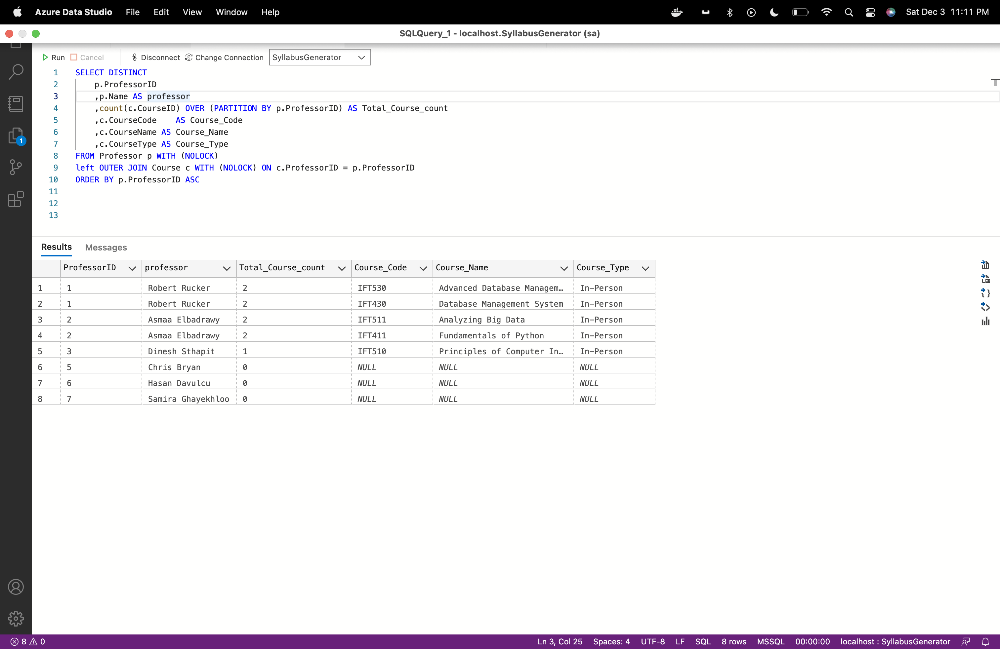 Azure Data Studio File Edit View Window Help Sat Dec 3 11:11 PM
SQLQuery_1 - localhost.SyllabusGenerator (sa)
Run Cancel Disconnect Change Connection SyllabusGenerator
1 SELECT DISTINCT
2 p.ProfessorID
3 ,p.Name AS professor
4 ,count(c.CourseID) OVER (PARTITION BY p.ProfessorID) AS Total_Course_count
5 ,c.CourseCode AS Course_Code
6 ,c.CourseName AS Course_Name
7 ,c.CourseType AS Course_Type
8 FROM Professor p WITH (NOLOCK)
9 left OUTER JOIN Course c WITH (NOLOCK) ON c.ProfessorID = p.ProfessorID
10 ORDER BY p.ProfessorID ASC
11
12
13
1
Results Messages
ProfessorID professor Total_Course_count Course_Code Course_Name Course_Type
1 1 Robert Rucker 2 IFT530 Advanced Database Managem… In-Person
2 1 Robert Rucker 2 IFT430 Database Management System In-Person
3 2 Asmaa Elbadrawy 2 IFT511 Analyzing Big Data In-Person
4 2 Asmaa Elbadrawy 2 IFT411 Fundamentals of Python In-Person
5 3 Dinesh Sthapit 1 IFT510 Principles of Computer In… In-Person
6 5 Chris Bryan 0 NULL NULL NULL
7 6 Hasan Davulcu 0 NULL NULL NULL
8 7 Samira Ghayekhloo 0 NULL NULL NULL
8 0 Ln 3, Col 25 Spaces: 4 UTF-8 LF SQL 8 rows MSSQL 00:00:00 localhost : SyllabusGenerator